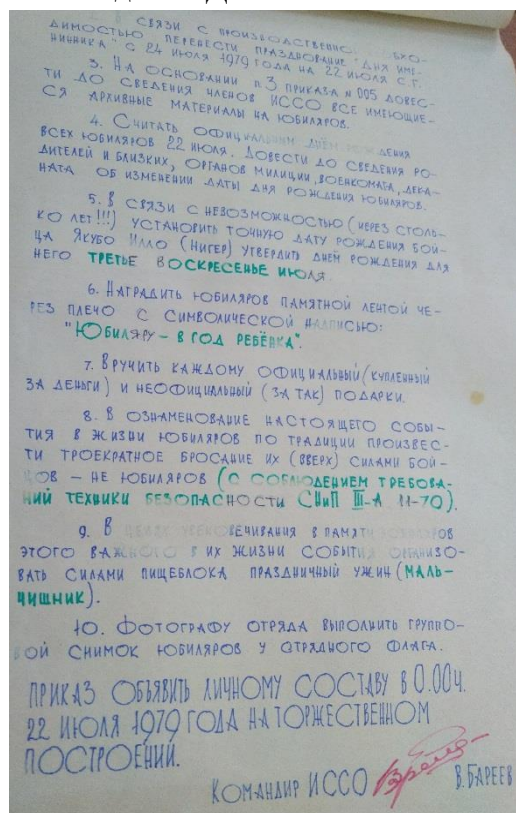 В СВЯЗИ С ПРОИЗВОДСТВЕННО
ДИМОСТЬЮ ПЕРЕНЕСТИ ПРАЗДНОВАНИЕ "ДНЯ ИМЕ-
НИННИКА" С 24 ИЮЛЯ 1979 ГОДА НА 22 ИЮЛЯ С.Г.
3. НА ОСНОВАНИИ П.3 ПРИКАЗА N 005 ДОВЕС-
ТИ ДО СВЕДЕНИЯ ЧЛЕНОВ ИССО ВСЕ ИМЕЮЩИЕ-
СЯ АРХИВНЫЕ МАТЕРИАЛЫ НА ЮБИЛЯРОВ.
4. СЧИТАТЬ ОФИЦИАЛЬНЫМ ДНЁМ РОЖДЕНИЯ
ВСЕХ ЮБИЛЯРОВ 22 ИЮЛЯ. ДОВЕСТИ ДО СВЕДЕНИЯ РО-
ДИТЕЛЕЙ И БЛИЗКИХ, ОРГАНОВ МИЛИЦИИ, ВОЕНКОМАТА, ДЕКА-
НАТА ОБ ИЗМЕНЕНИИ ДАТЫ ДНЯ РОЖДЕНИЯ ЮБИЛЯРОВ.
5. В СВЯЗИ С НЕВОЗМОЖНОСТЬЮ (ЧЕРЕЗ СТОЛЬ-
КО ЛЕТ!!!) УСТАНОВИТЬ ТОЧНУЮ ДАТУ РОЖДЕНИЯ БОЙ-
ЦА ЯКУБО ИЛЛО (НИГЕР) УТВЕРДИТЬ ДНЁМ РОЖДЕНИЯ ДЛЯ
НЕГО ТРЕТЬЕ ВОСКРЕСЕНЬЕ ИЮЛЯ.
6. НАГРАДИТЬ ЮБИЛЯРОВ ПАМЯТНОЙ ЛЕНТОЙ ЧЕ-
РЕЗ ПЛЕЧО С СИМВОЛИЧЕСКОЙ НАДПИСЬЮ:
"ЮБИЛЯРУ – В ГОД РЕБЁНКА".
7. ВРУЧИТЬ КАЖДОМУ ОФИЦИАЛЬНЫЙ (КУПЛЕННЫЙ
ЗА ДЕНЬГИ) И НЕОФИЦИАЛЬНЫЙ (ЗА ТАК) ПОДАРКИ.
8. В ОЗНАМЕНОВАНИЕ НАСТОЯЩЕГО СОБЫ-
ТИЯ В ЖИЗНИ ЮБИЛЯРОВ ПО ТРАДИЦИИ ПРОИЗВЕС-
ТИ ТРОЕКРАТНОЕ БРОСАНИЕ ИХ (ВВЕРХ) СИЛАМИ БОЙ-
ЦОВ – НЕ ЮБИЛЯРОВ (С СОБЛЮДЕНИЕМ ТРЕБОВА-
НИЙ ТЕХНИКИ БЕЗОПАСНОСТИ СНиП III-А 11-70).
9. В ЦЕЛЯХ УВЕКОВЕЧИВАНИЯ В ПАМЯТИ ЮБИЛЯРОВ
ЭТОГО ВАЖНОГО В ИХ ЖИЗНИ СОБЫТИЯ ОРГАНИЗО-
ВАТЬ СИЛАМИ ПИЩЕБЛОКА ПРАЗДНИЧНЫЙ УЖИН (МАЛЬ-
ЧИШНИК).
10. ФОТОГРАФУ ОТРЯДА ВЫПОЛНИТЬ ГРУППО-
ВОЙ СНИМОК ЮБИЛЯРОВ У ОТРЯДНОГО ФЛАГА.
ПРИКАЗ ОБЪЯВИТЬ ЛИЧНОМУ СОСТАВУ В 0.00Ч.
22 ИЮЛЯ 1979 ГОДА НА ТОРЖЕСТВЕННОМ
ПОСТРОЕНИИ.
КОМАНДИР ИССО В. БАРЕЕВ